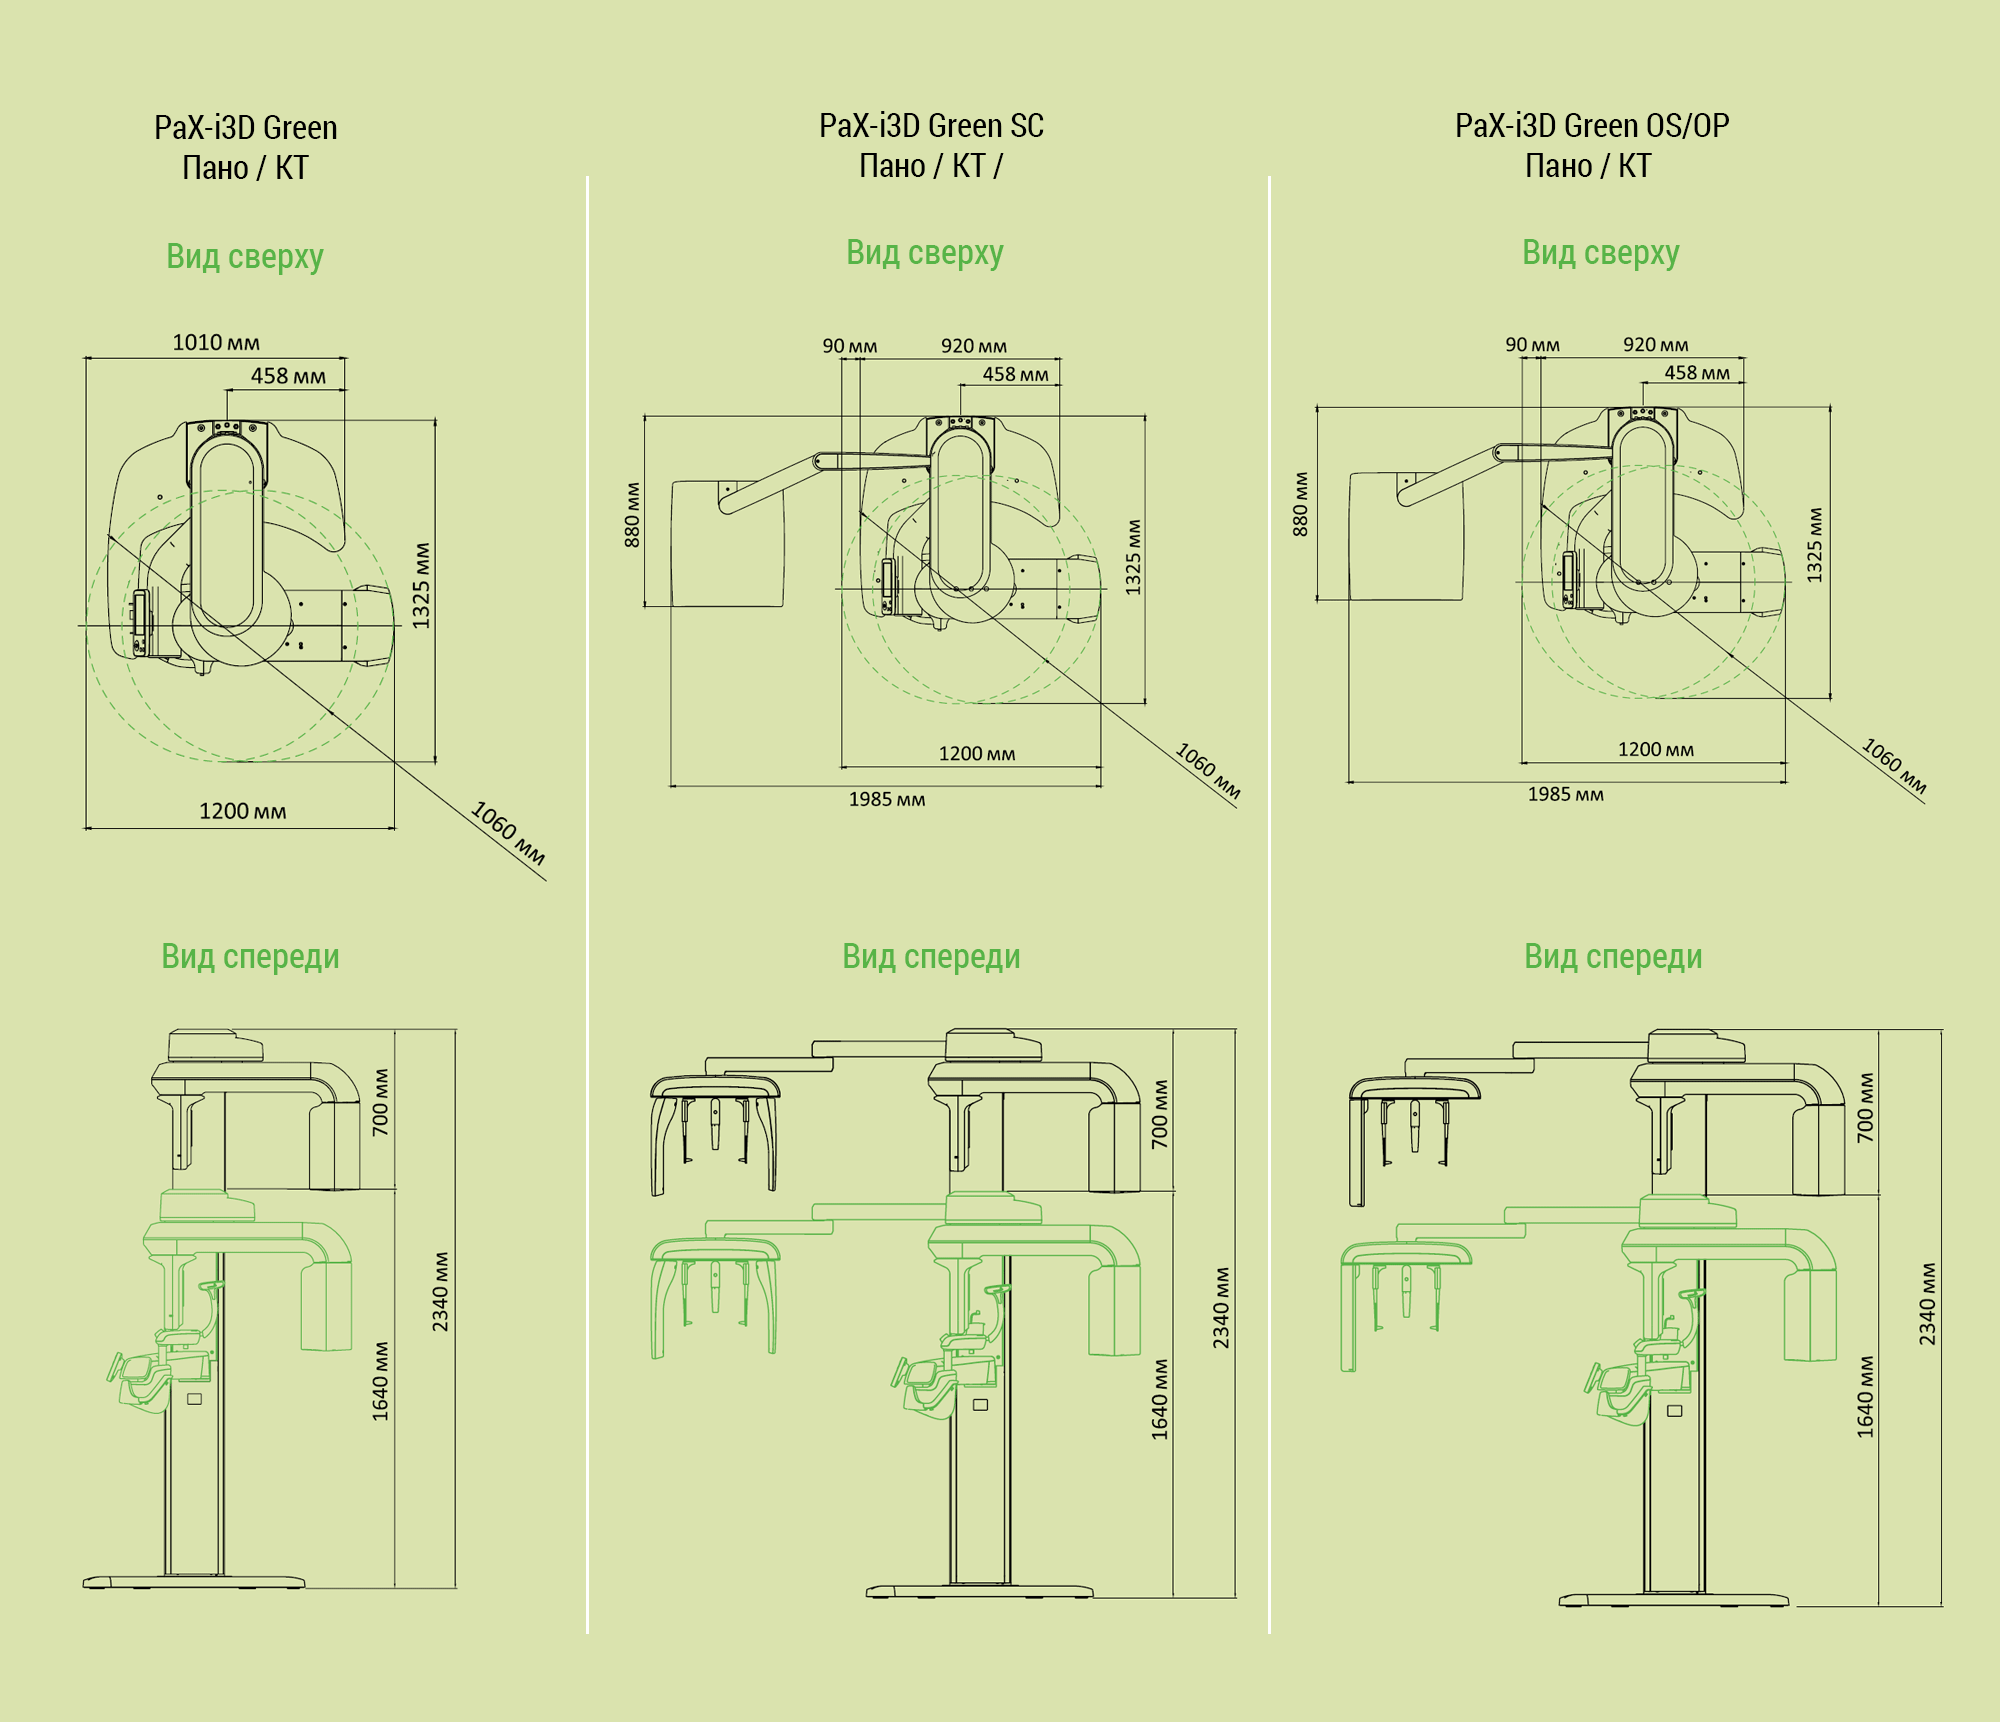 PaX-i3D Green
Пано / КТ
Вид сверху
1010 мм
458 мм
1325 мм
1200 мм
1060 мм
Вид спереди
700 мм
2340 мм
1640 мм
PaX-i3D Green SC
Пано / КТ /
Вид сверху
90 мм
920 мм
458 мм
880 мм
1325 мм
1200 мм
1060 мм
1985 мм
Вид спереди
700 мм
2340 мм
1640 мм
PaX-i3D Green OS/OP
Пано / КТ
Вид сверху
90 мм
920 мм
458 мм
880 мм
1325 мм
1200 мм
1060 мм
1985 мм
Вид спереди
700 мм
2340 мм
1640 мм